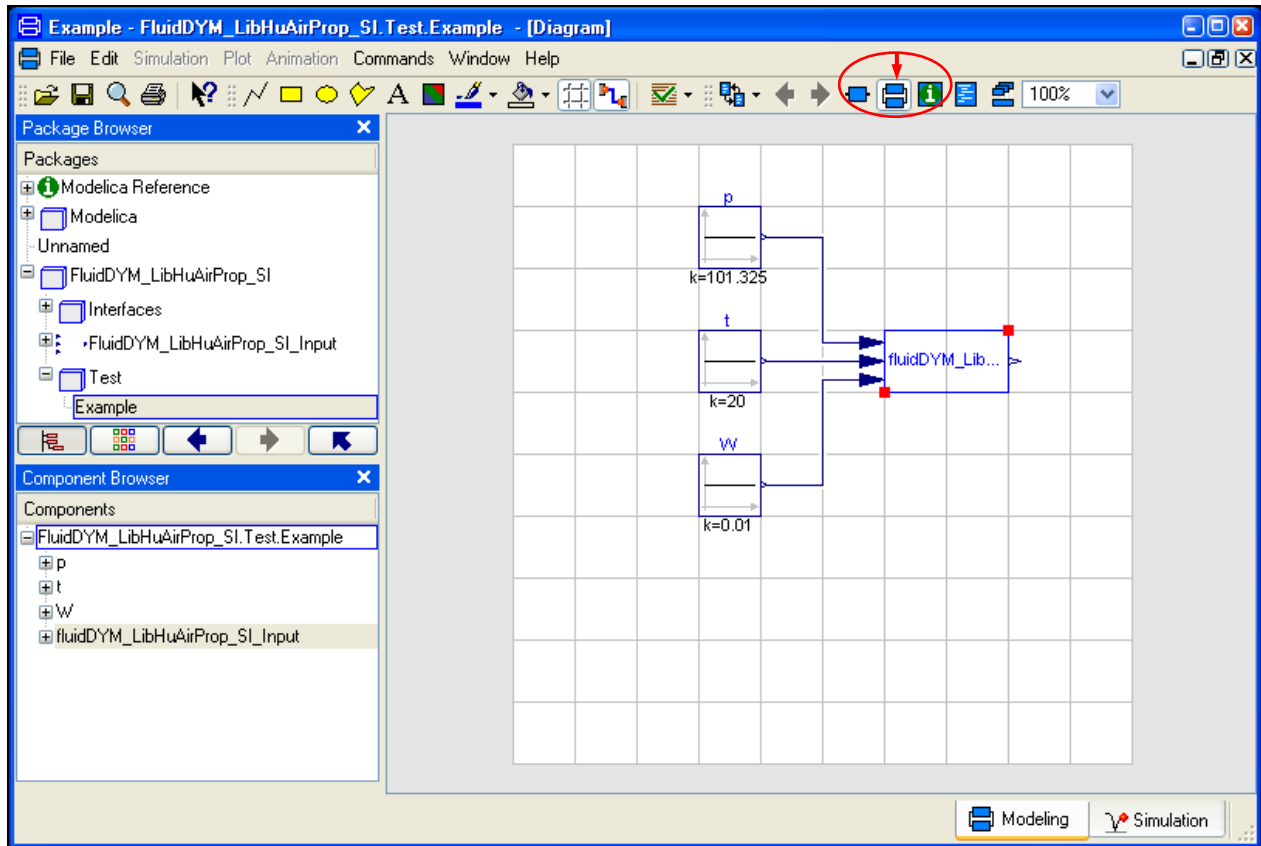 Example - FluidDYM_LibHuAirProp_SI.Test.Example - [Diagram]
File Edit Simulation Plot Animation Commands Window Help
A 100%
Package Browser
Packages
Modelica Reference
Modelica
Unnamed
FluidDYM_LibHuAirProp_SI
Interfaces
FluidDYM_LibHuAirProp_SI_Input
Test
Example
Component Browser
Components
FluidDYM_LibHuAirProp_SI.Test.Example
p
t
W
fluidDYM_LibHuAirProp_SI_Input
p
k=101.325
t
k=20
fluidDYM_Lib...
W
k=0.01
Modeling
Simulation